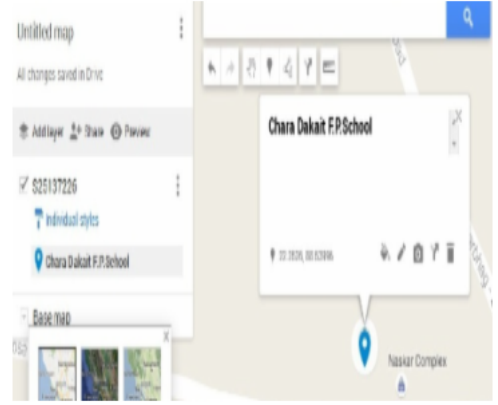 Untitled map
All changes saved in Drive
Add layer Share Preview
S25137226
Individual styles
Chara Dakait F.P.School
Base map
Chara Dakait F.P.School
Naskar Complex